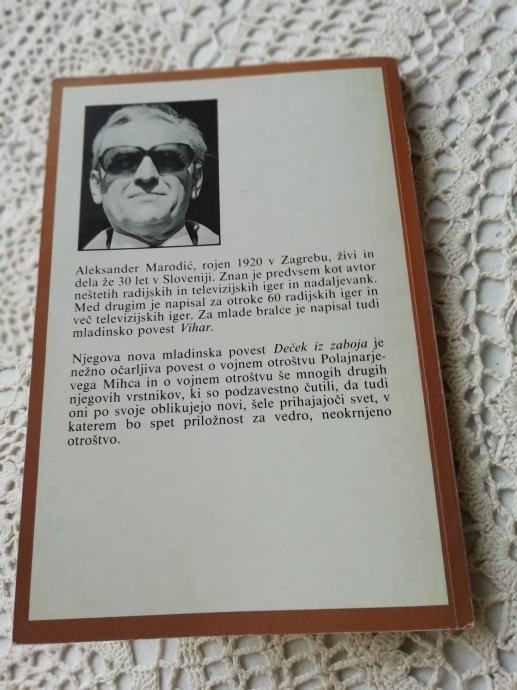 Aleksander Marodić, rojen 1920 v Zagrebu, živi in
dela že 30 let v Sloveniji. Znan je predvsem kot avtor
neštetih radijskih in televizijskih iger in nadaljevank.
Med drugim je napisal za otroke 60 radijskih iger in
več televizijskih iger. Za mlade bralce je napisal tudi
mladinsko povest Vihar.
Njegova nova mladinska povest Deček iz zaboja je
nežno očarljiva povest o vojnem otroštvu Polajnarje-
vega Mihca in o vojnem otroštvu še mnogih drugih
njegovih vrstnikov, ki so podzavestno čutili, da tudi
oni po svoje oblikujejo novi, šele prihajajoči svet, v
katerem bo spet priložnost za vedro, neokrnjeno
otroštvo.